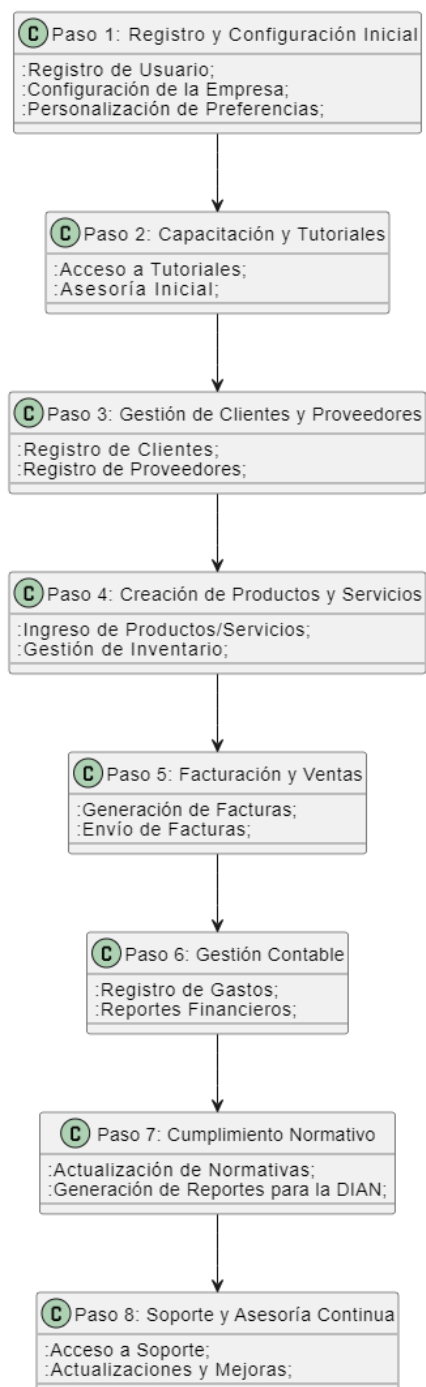 C Paso 1: Registro y Configuración Inicial
:Registro de Usuario;
:Configuración de la Empresa;
:Personalización de Preferencias;
C Paso 2: Capacitación y Tutoriales
:Acceso a Tutoriales;
:Asesoría Inicial;
C Paso 3: Gestión de Clientes y Proveedores
:Registro de Clientes;
:Registro de Proveedores;
C Paso 4: Creación de Productos y Servicios
:Ingreso de Productos/Servicios;
:Gestión de Inventario;
C Paso 5: Facturación y Ventas
:Generación de Facturas;
:Envío de Facturas;
C Paso 6: Gestión Contable
:Registro de Gastos;
:Reportes Financieros;
C Paso 7: Cumplimiento Normativo
:Actualización de Normativas;
:Generación de Reportes para la DIAN;
C Paso 8: Soporte y Asesoría Continua
:Acceso a Soporte;
:Actualizaciones y Mejoras;